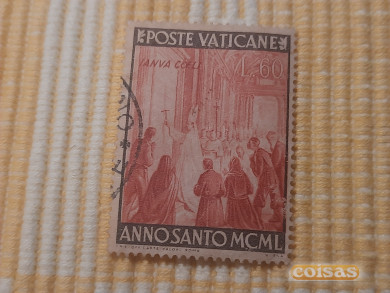 POSTE VATICANE
IANVA COELI
L.60
ANNO SANTO MCML
coisas